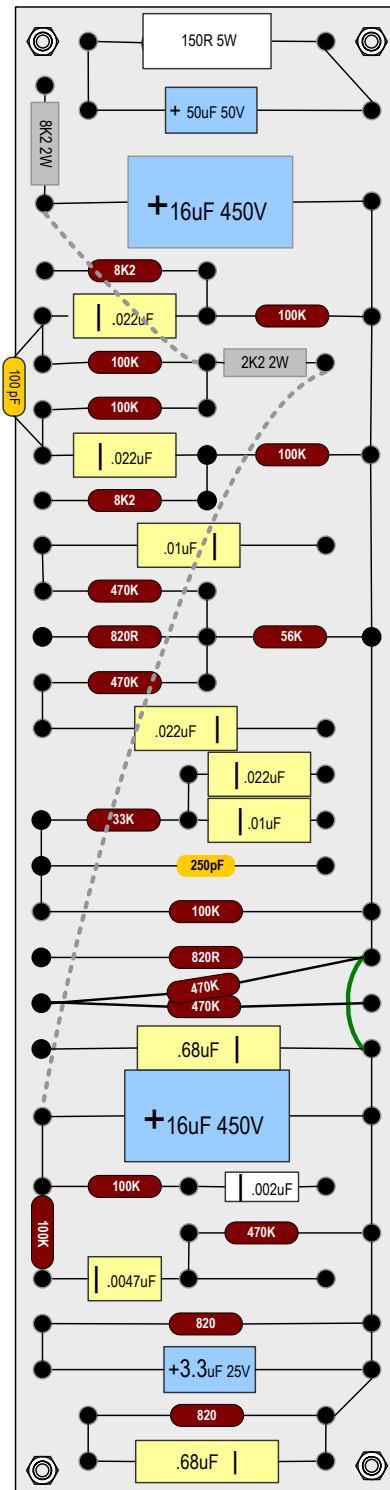 150R 5W
+ 50uF 50V
8K2 2W
+16uF 450V
8K2
.022uF
100K
100 pF
100K
2K2 2W
100K
.022uF
100K
8K2
.01uF
470K
820R
56K
470K
.022uF
.022uF
33K
.01uF
250pF
100K
820R
470K
470K
.68uF
+16uF 450V
100K
.002uF
100K
470K
.0047uF
820
+3.3uF 25V
820
.68uF